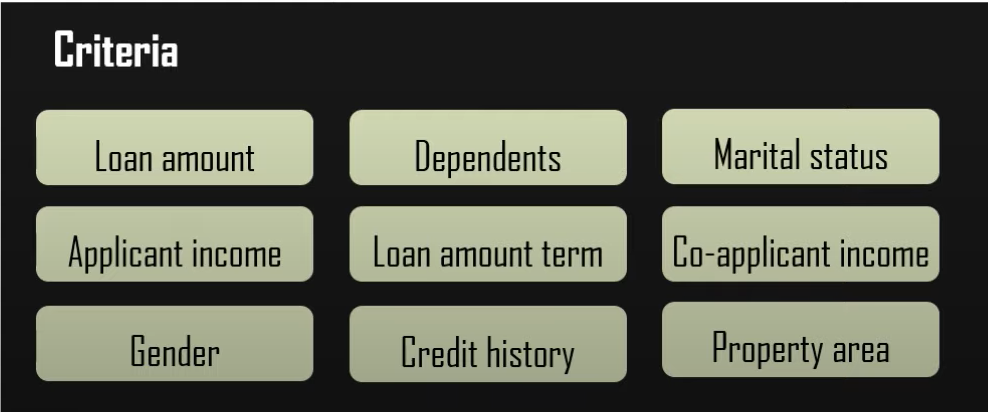 Criteria
Loan amount
Dependents
Marital status
Applicant income
Loan amount term
Co-applicant income
Gender
Credit history
Property area